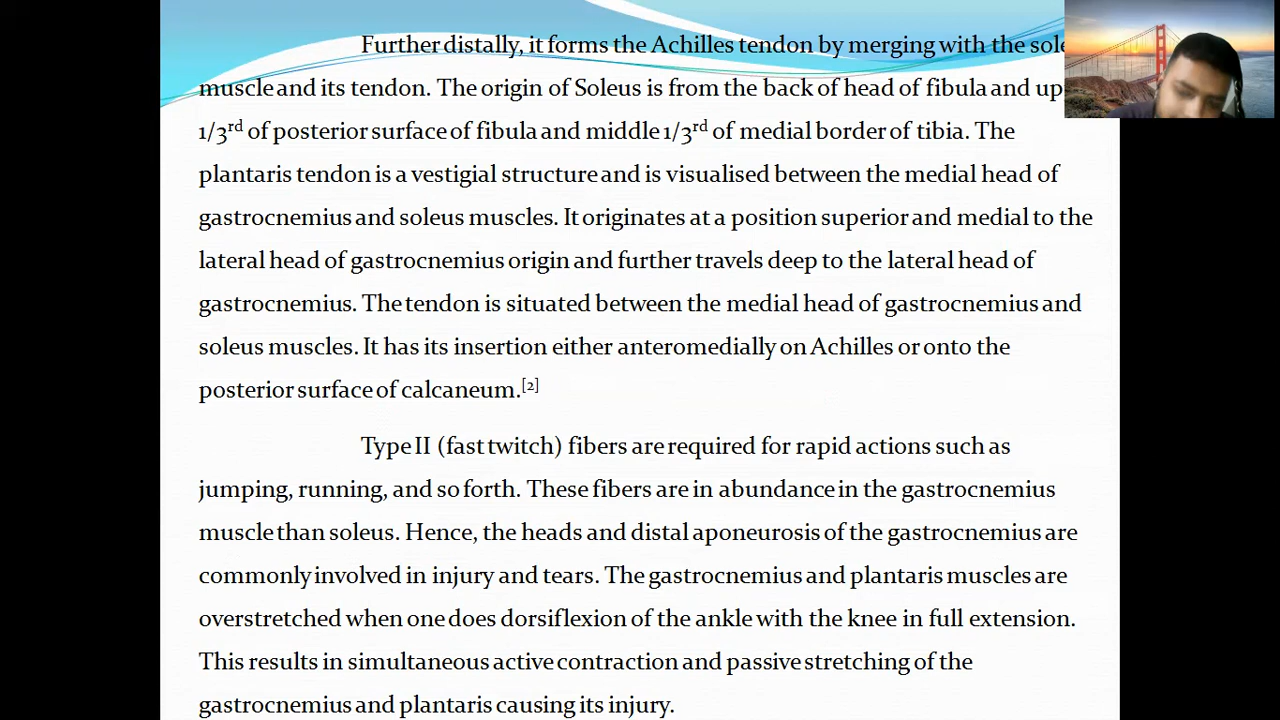 Further distally, it forms the Achilles tendon by merging with the
muscle and its tendon. The origin of Soleus is from the back of head of fibula and
1/3rd of posterior surface of fibula and middle 1/3rd of medial border of tibia. The
plantaris tendon is a vestigial structure and is visualised between the medial head of
gastrocnemius and soleus muscles. It originates at a position superior and medial to the
lateral head of gastrocnemius origin and further travels deep to the lateral head of
gastrocnemius. The tendon is situated between the medial head of gastrocnemius and
soleus muscles. It has its insertion either anteromedially on Achilles or onto the
posterior surface of calcaneum.[2]
Type II (fast twitch) fibers are required for rapid actions such as
jumping, running, and so forth. These fibers are in abundance in the gastrocnemius
muscle than soleus. Hence, the heads and distal aponeurosis of the gastrocnemius are
commonly involved in injury and tears. The gastrocnemius and plantaris muscles are
overstretched when one does dorsiflexion of the ankle with the knee in full extension.
This results in simultaneous active contraction and passive stretching of the
gastrocnemius and plantaris causing its injury.